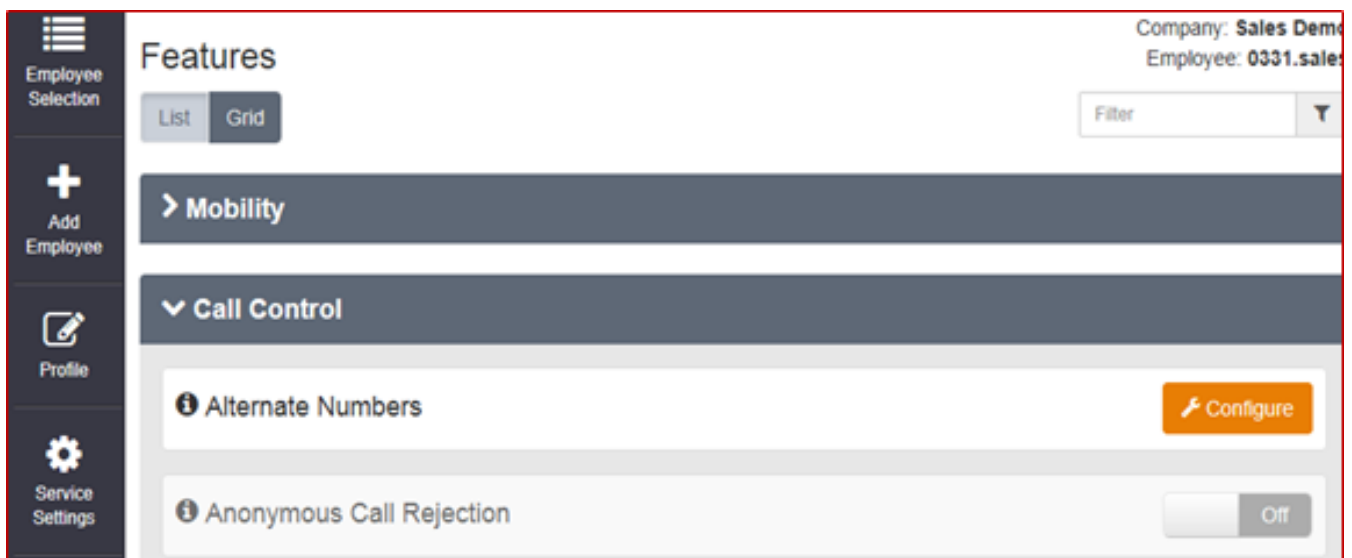 Employee
Selection
Add
Employee
Profile
Service
Settings
Features
Company: Sales Demo
Employee: 0331.sales
List
Grid
Filter
Mobility
Call Control
Alternate Numbers
Configure
Anonymous Call Rejection
Off